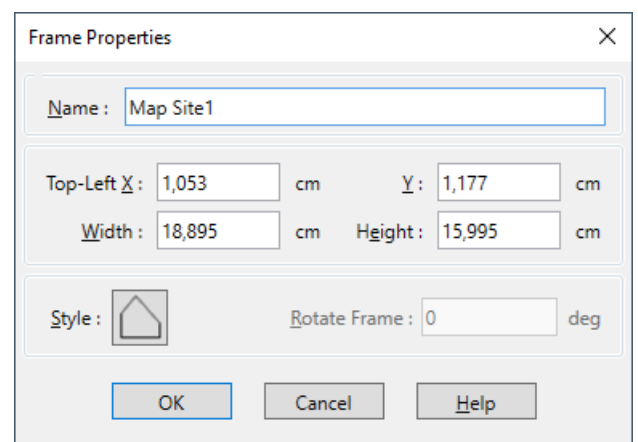 Frame Properties
Name : Map Site1
Top-Left X : 1,053 cm Y : 1,177 cm
Width : 18,895 cm Height : 15,995 cm
Style : Rotate Frame : 0 deg
OK Cancel Help